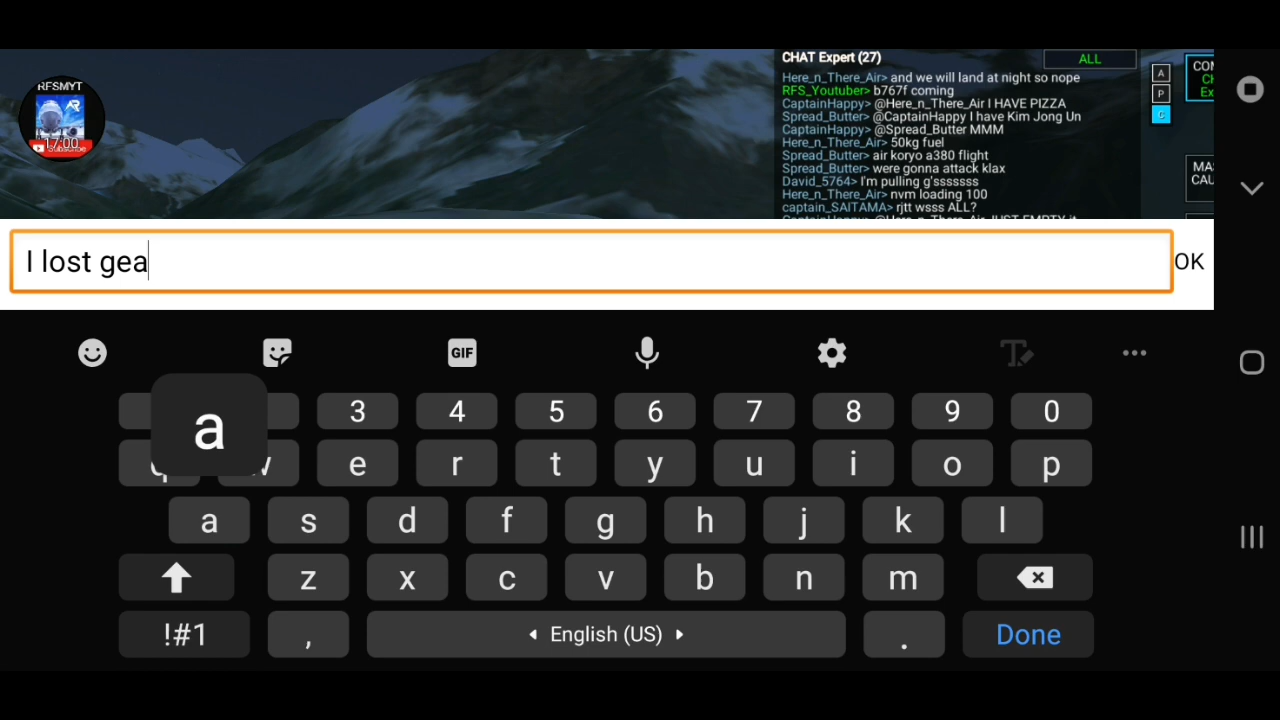 RFSMYT
17:00
Subscribe
CHAT Expert (27)
ALL
Here_n_There_Air> and we will land at night so nope
RFS_Youtuber> b767f coming
CaptainHappy> @Here_n_There_Air I HAVE PIZZA
Spread_Butter> @CaptainHappy I have Kim Jong Un
CaptainHappy> @Spread_Butter MMM
Here_n_There_Air> 50kg fuel
Spread_Butter> air koryo a380 flight
Spread_Butter> were gonna attack klax
David_5764> I'm pulling g'sssssss
Here_n_There_Air> nvm loading 100
captain_SAITAMA> rjtt wsss ALL?
A
P
C
I lost gea
OK
GIF
a
3 4 5 6 7 8 9 0
e r t y u i o p
a s d f g h j k l
z x c v b n m
!#1 , English (US) . Done